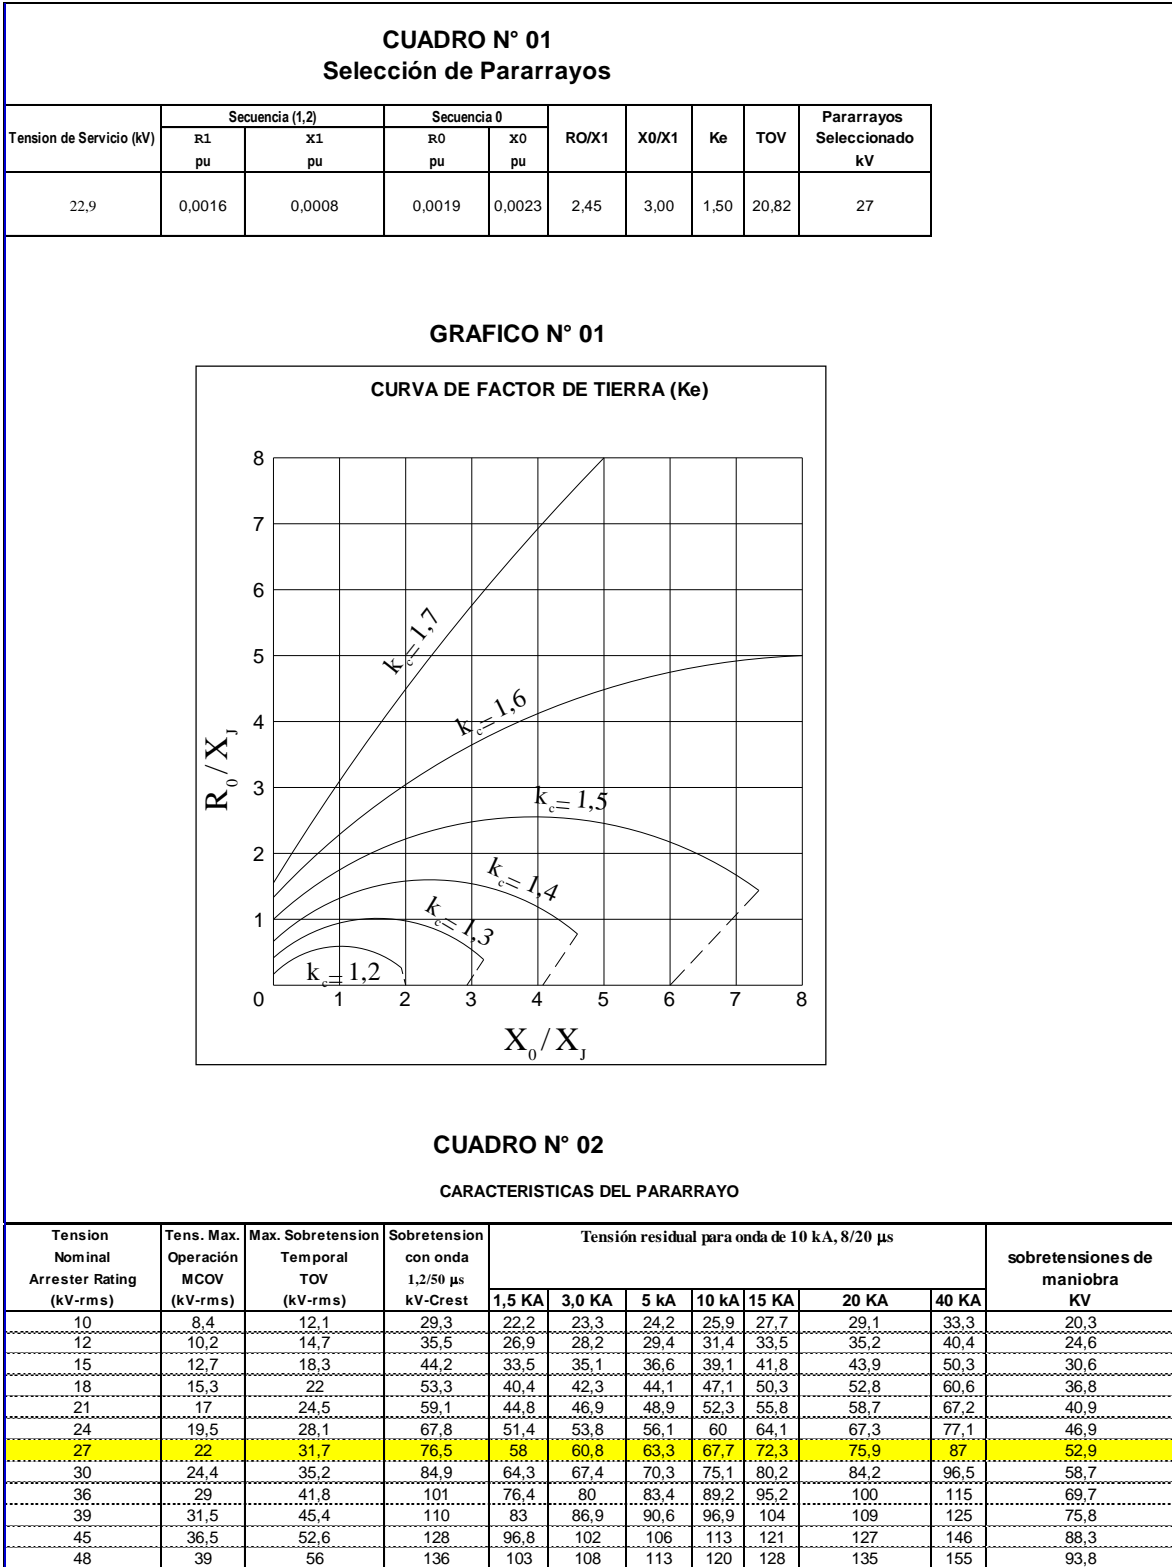 CUADRO N° 01
Selección de Pararrayos
Tension de Servicio (kV) Secuencia (1,2) Secuencia 0 RO/X1 X0/X1 Ke TOV Pararrayos Seleccionado kV
R1 X1 R0 X0
pu pu pu pu
22,9 0,0016 0,0008 0,0019 0,0023 2,45 3,00 1,50 20,82 27
GRAFICO N° 01
CURVA DE FACTOR DE TIERRA (Ke)
8
7
6
5
4
3
2
1
0 1 2 3 4 5 6 7 8
k c= 1,7
k c= 1,6
k c= 1,5
k c= 1,4
k c= 1,3
k c= 1,2
R0/XJ
X0/XJ
CUADRO N° 02
CARACTERISTICAS DEL PARARRAYO
Tension Nominal Arrester Rating (kV-rms) Tens. Max. Operación MCOV (kV-rms) Max. Sobretension Temporal TOV (kV-rms) Sobretension con onda 1,2/50 µs kV-Crest Tensión residual para onda de 10 kA, 8/20 µs sobretensiones de maniobra KV
1,5 KA 3,0 KA 5 kA 10 kA 15 KA 20 KA 40 KA
10 8,4 12,1 29,3 22,2 23,3 24,2 25,9 27,7 29,1 33,3 20,3
12 10,2 14,7 35,5 26,9 28,2 29,4 31,4 33,5 35,2 40,4 24,6
15 12,7 18,3 44,2 33,5 35,1 36,6 39,1 41,8 43,9 50,3 30,6
18 15,3 22 53,3 40,4 42,3 44,1 47,1 50,3 52,8 60,6 36,8
21 17 24,5 59,1 44,8 46,9 48,9 52,3 55,8 58,7 67,2 40,9
24 19,5 28,1 67,8 51,4 53,8 56,1 60 64,1 67,3 77,1 46,9
27 22 31,7 76,5 58 60,8 63,3 67,7 72,3 75,9 87 52,9
30 24,4 35,2 84,9 64,3 67,4 70,3 75,1 80,2 84,2 96,5 58,7
36 29 41,8 101 76,4 80 83,4 89,2 95,2 100 115 69,7
39 31,5 45,4 110 83 86,9 90,6 96,9 104 109 125 75,8
45 36,5 52,6 128 96,8 102 106 113 121 127 146 88,3
48 39 56 136 103 108 113 120 128 135 155 93,8